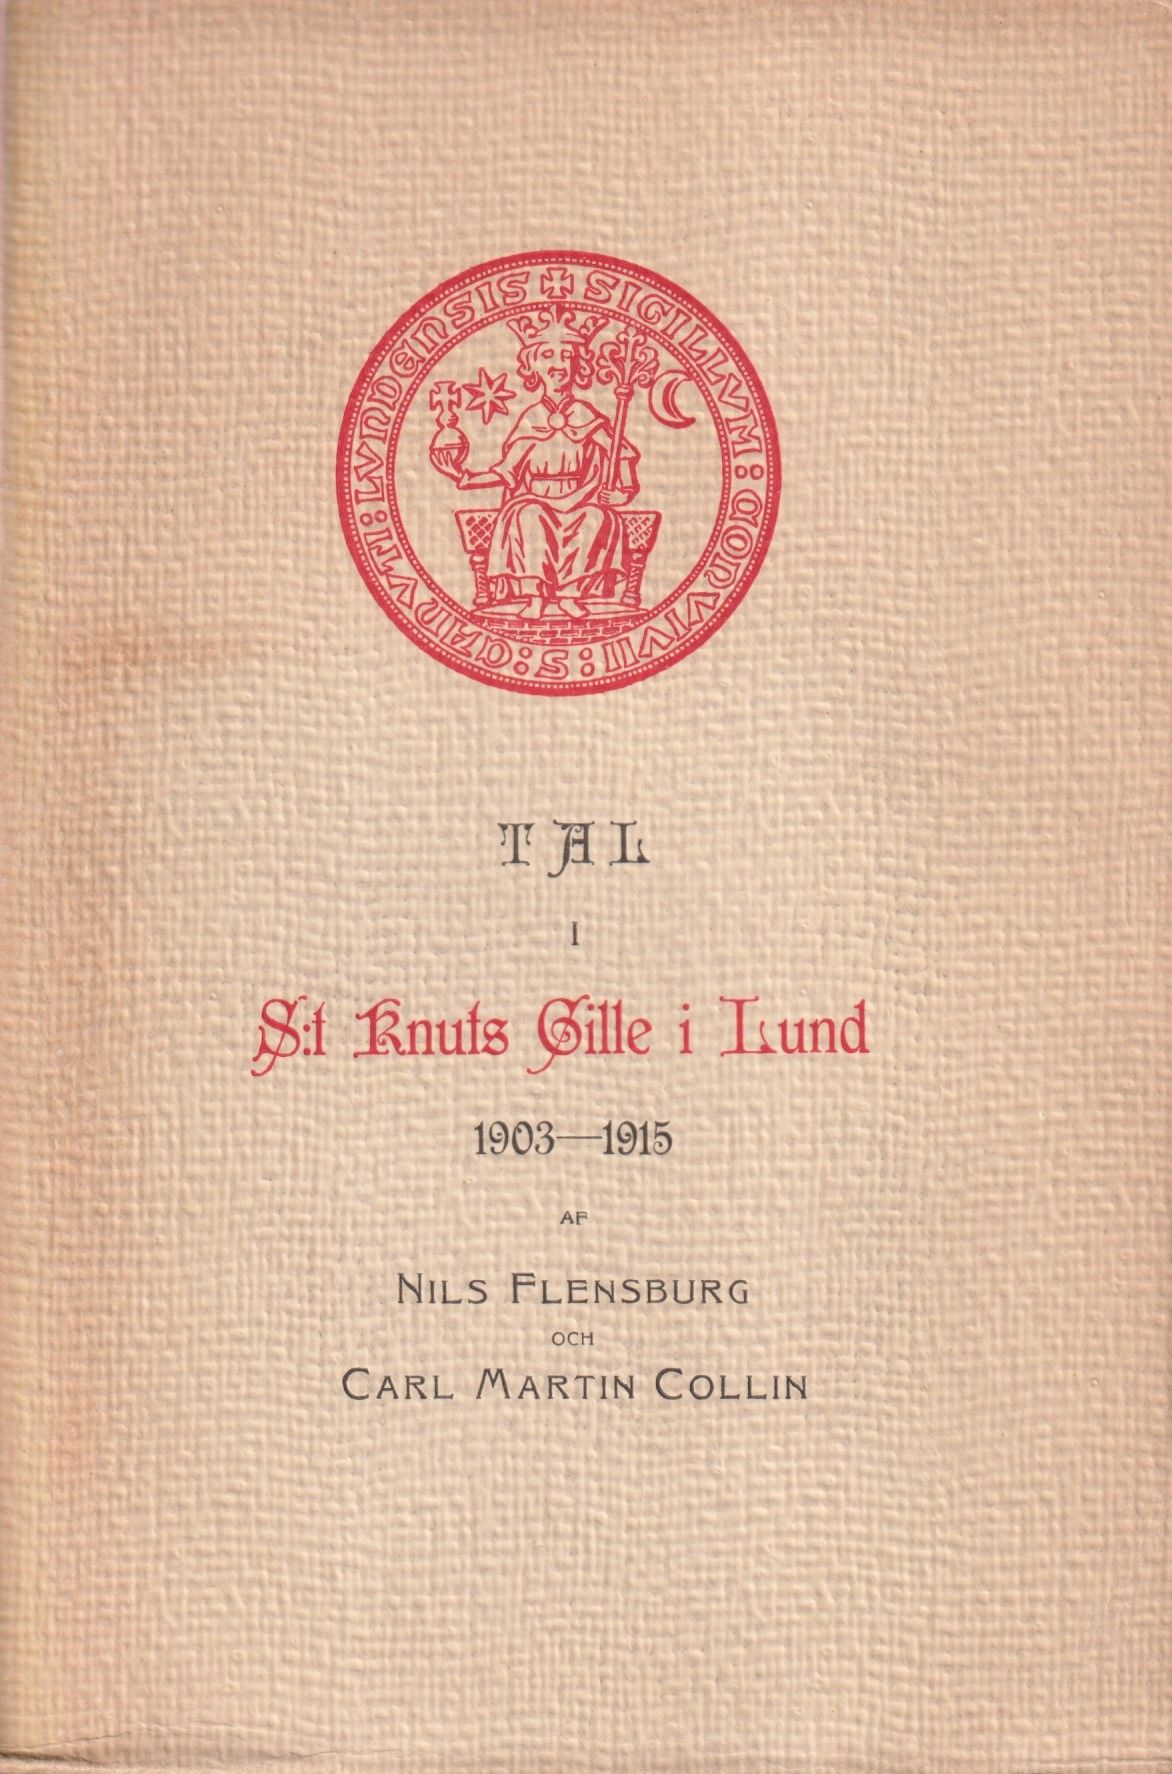 ✠ SIGILLVM : CONVIVII : S : CANVTI : LVNDENSIS
TAL
I
S:t Knuts Gille i Lund
1903—1915
AF
NILS FLENSBURG
OCH
CARL MARTIN COLLIN